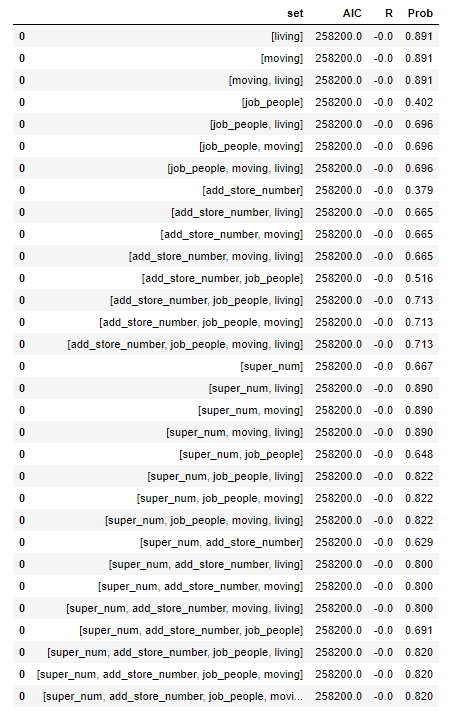 set AIC R Prob
0 [living] 258200.0 -0.0 0.891
0 [moving] 258200.0 -0.0 0.891
0 [moving, living] 258200.0 -0.0 0.891
0 [job_people] 258200.0 -0.0 0.402
0 [job_people, living] 258200.0 -0.0 0.696
0 [job_people, moving] 258200.0 -0.0 0.696
0 [job_people, moving, living] 258200.0 -0.0 0.696
0 [add_store_number] 258200.0 -0.0 0.379
0 [add_store_number, living] 258200.0 -0.0 0.665
0 [add_store_number, moving] 258200.0 -0.0 0.665
0 [add_store_number, moving, living] 258200.0 -0.0 0.665
0 [add_store_number, job_people] 258200.0 -0.0 0.516
0 [add_store_number, job_people, living] 258200.0 -0.0 0.713
0 [add_store_number, job_people, moving] 258200.0 -0.0 0.713
0 [add_store_number, job_people, moving, living] 258200.0 -0.0 0.713
0 [super_num] 258200.0 -0.0 0.667
0 [super_num, living] 258200.0 -0.0 0.890
0 [super_num, moving] 258200.0 -0.0 0.890
0 [super_num, moving, living] 258200.0 -0.0 0.890
0 [super_num, job_people] 258200.0 -0.0 0.648
0 [super_num, job_people, living] 258200.0 -0.0 0.822
0 [super_num, job_people, moving] 258200.0 -0.0 0.822
0 [super_num, job_people, moving, living] 258200.0 -0.0 0.822
0 [super_num, add_store_number] 258200.0 -0.0 0.629
0 [super_num, add_store_number, living] 258200.0 -0.0 0.800
0 [super_num, add_store_number, moving] 258200.0 -0.0 0.800
0 [super_num, add_store_number, moving, living] 258200.0 -0.0 0.800
0 [super_num, add_store_number, job_people] 258200.0 -0.0 0.691
0 [super_num, add_store_number, job_people, living] 258200.0 -0.0 0.820
0 [super_num, add_store_number, job_people, moving] 258200.0 -0.0 0.820
0 [super_num, add_store_number, job_people, movi... 258200.0 -0.0 0.820